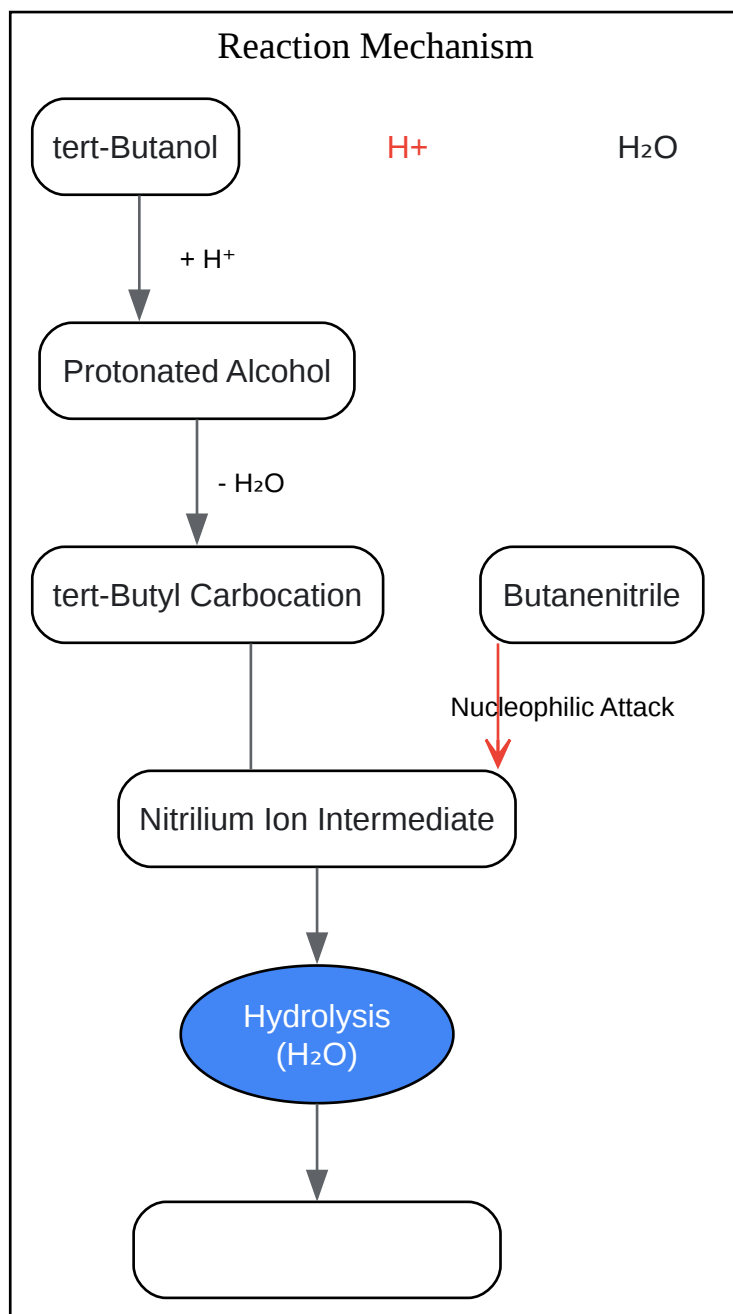 Reaction Mechanism
tert-Butanol
H+
H₂O
+ H⁺
Protonated Alcohol
- H₂O
tert-Butyl Carbocation
Butanenitrile
Nucleophilic Attack
Nitrilium Ion Intermediate
Hydrolysis
(H₂O)